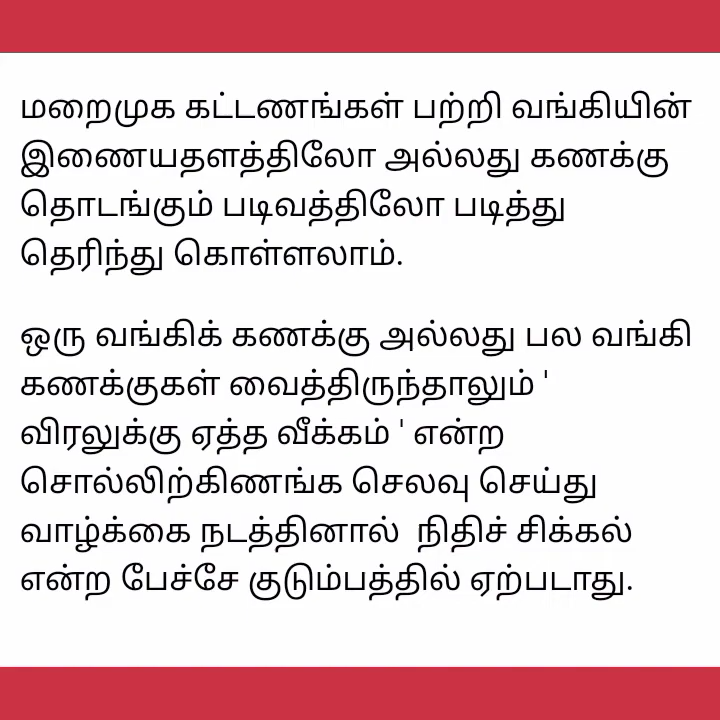 மறைமுக கட்டணங்கள் பற்றி வங்கியின்
இணையதளத்திலோ அல்லது கணக்கு
தொடங்கும் படிவத்திலோ படித்து
தெரிந்து கொள்ளலாம்.
ஒரு வங்கிக் கணக்கு அல்லது பல வங்கி
கணக்குகள் வைத்திருந்தாலும் '
விரலுக்கு ஏத்த வீக்கம் ' என்ற
சொல்லிற்கிணங்க செலவு செய்து
வாழ்க்கை நடத்தினால்  நிதிச் சிக்கல்
என்ற பேச்சே குடும்பத்தில் ஏற்படாது.